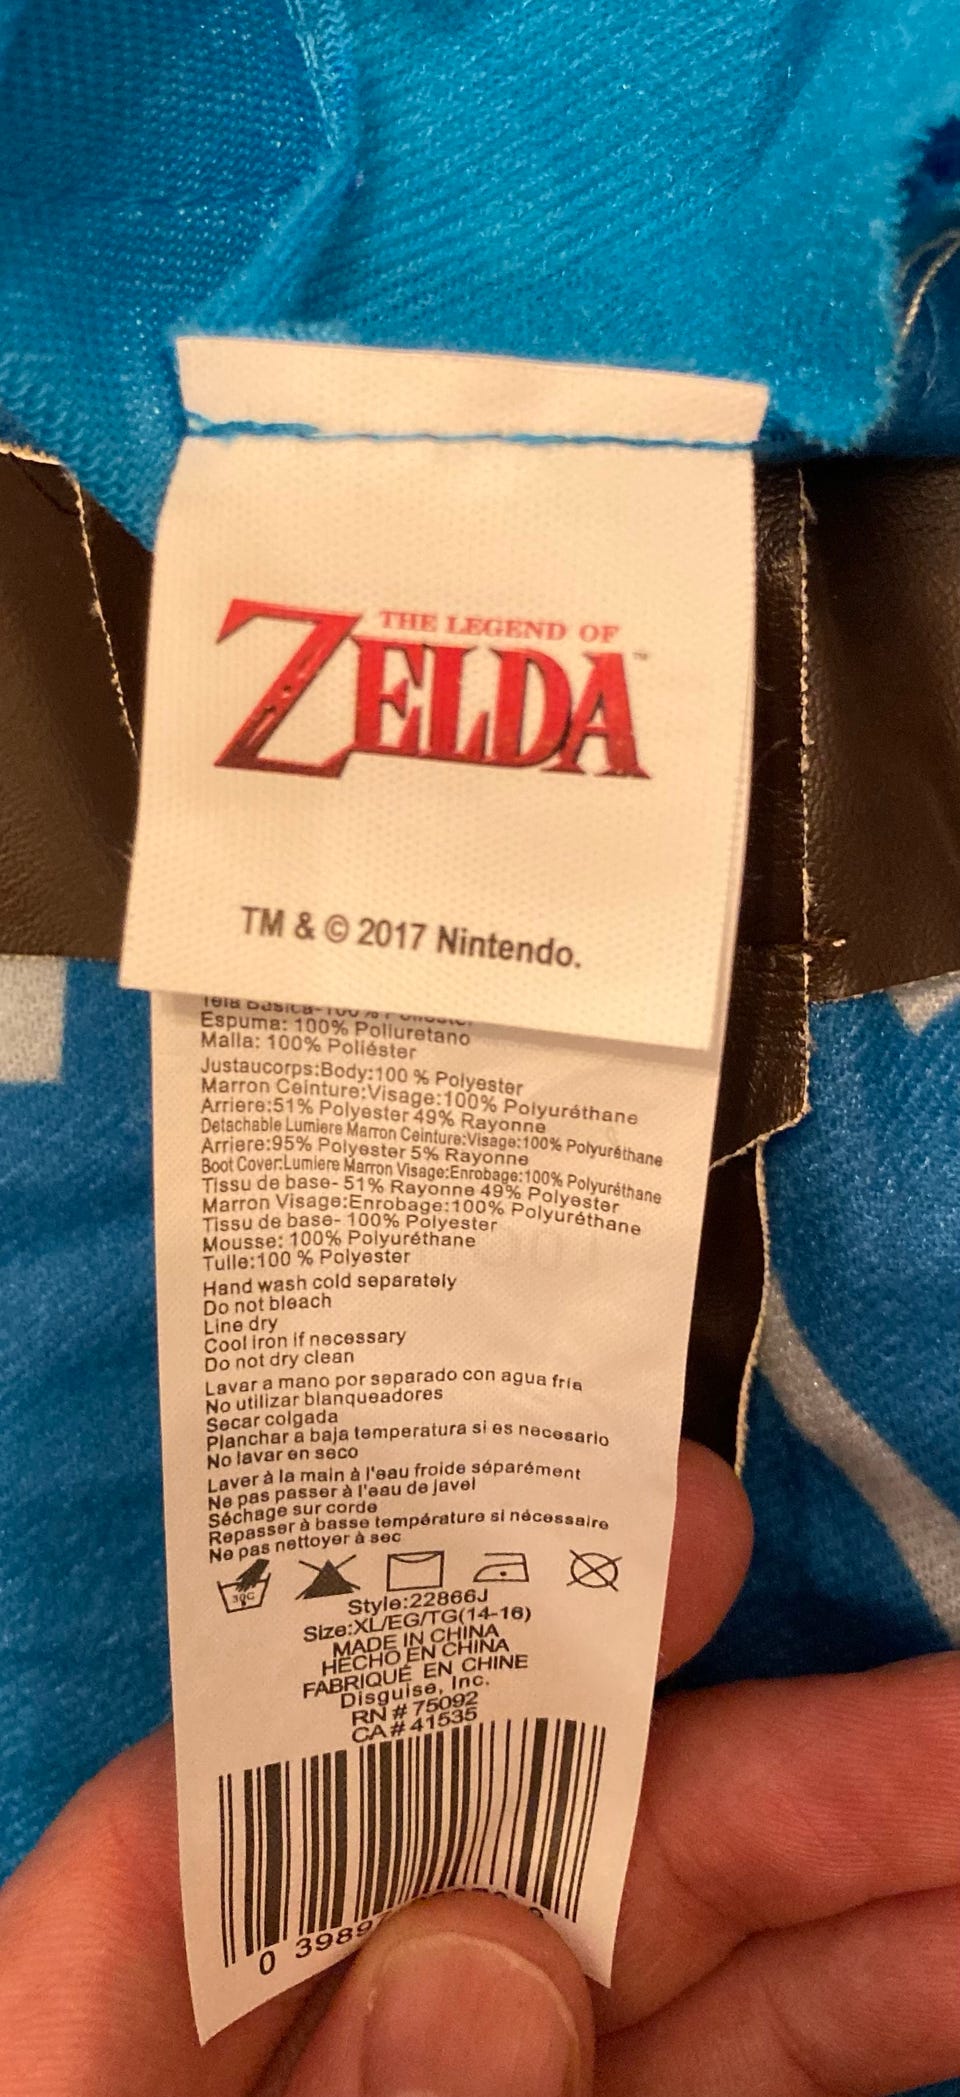 THE LEGEND OF
ZELDA™
TM & © 2017 Nintendo.
Espuma: 100% Poliuretano
Malla: 100% Poliéster
Justaucorps:Body:100 % Polyester
Marron Ceinture:Visage:100% Polyuréthane
Arriere:51% Polyester 49% Rayonne
Detachable Lumiere Marron Ceinture:Visage:100% Polyuréthane
Arriere:95% Polyester 5% Rayonne
Boot Cover:Lumiere Marron Visage:Enrobage:100% Polyuréthane
Tissu de base- 51% Rayonne 49% Polyester
Marron Visage:Enrobage:100% Polyuréthane
Tissu de base- 100% Polyester
Mousse: 100% Polyuréthane
Tulle:100 % Polyester
Hand wash cold separately
Do not bleach
Line dry
Cool iron if necessary
Do not dry clean
Lavar a mano por separado con agua fria
No utilizar blanqueadores
Secar colgada
Planchar a baja temperatura si es necesario
No lavar en seco
Laver à la main à l'eau froide séparément
Ne pas passer à l'eau de javel
Séchage sur corde
Repasser à basse température si nécessaire
Ne pas nettoyer à sec
30C
Style:22866J
Size:XL/EG/TG(14-16)
MADE IN CHINA
HECHO EN CHINA
FABRIQUÉ EN CHINE
Disguise, Inc.
RN # 75092
CA # 41535
0 3989